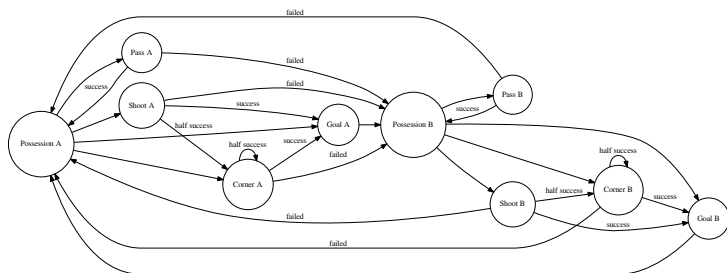 failed
Pass A
failed
success
failed
Pass B
success
Shoot A
success
Goal A
Possession B
half success
Possession A
half success
success
failed
Corner A
half success
Corner B
half success
success
Shoot B
failed
success
Goal B
failed